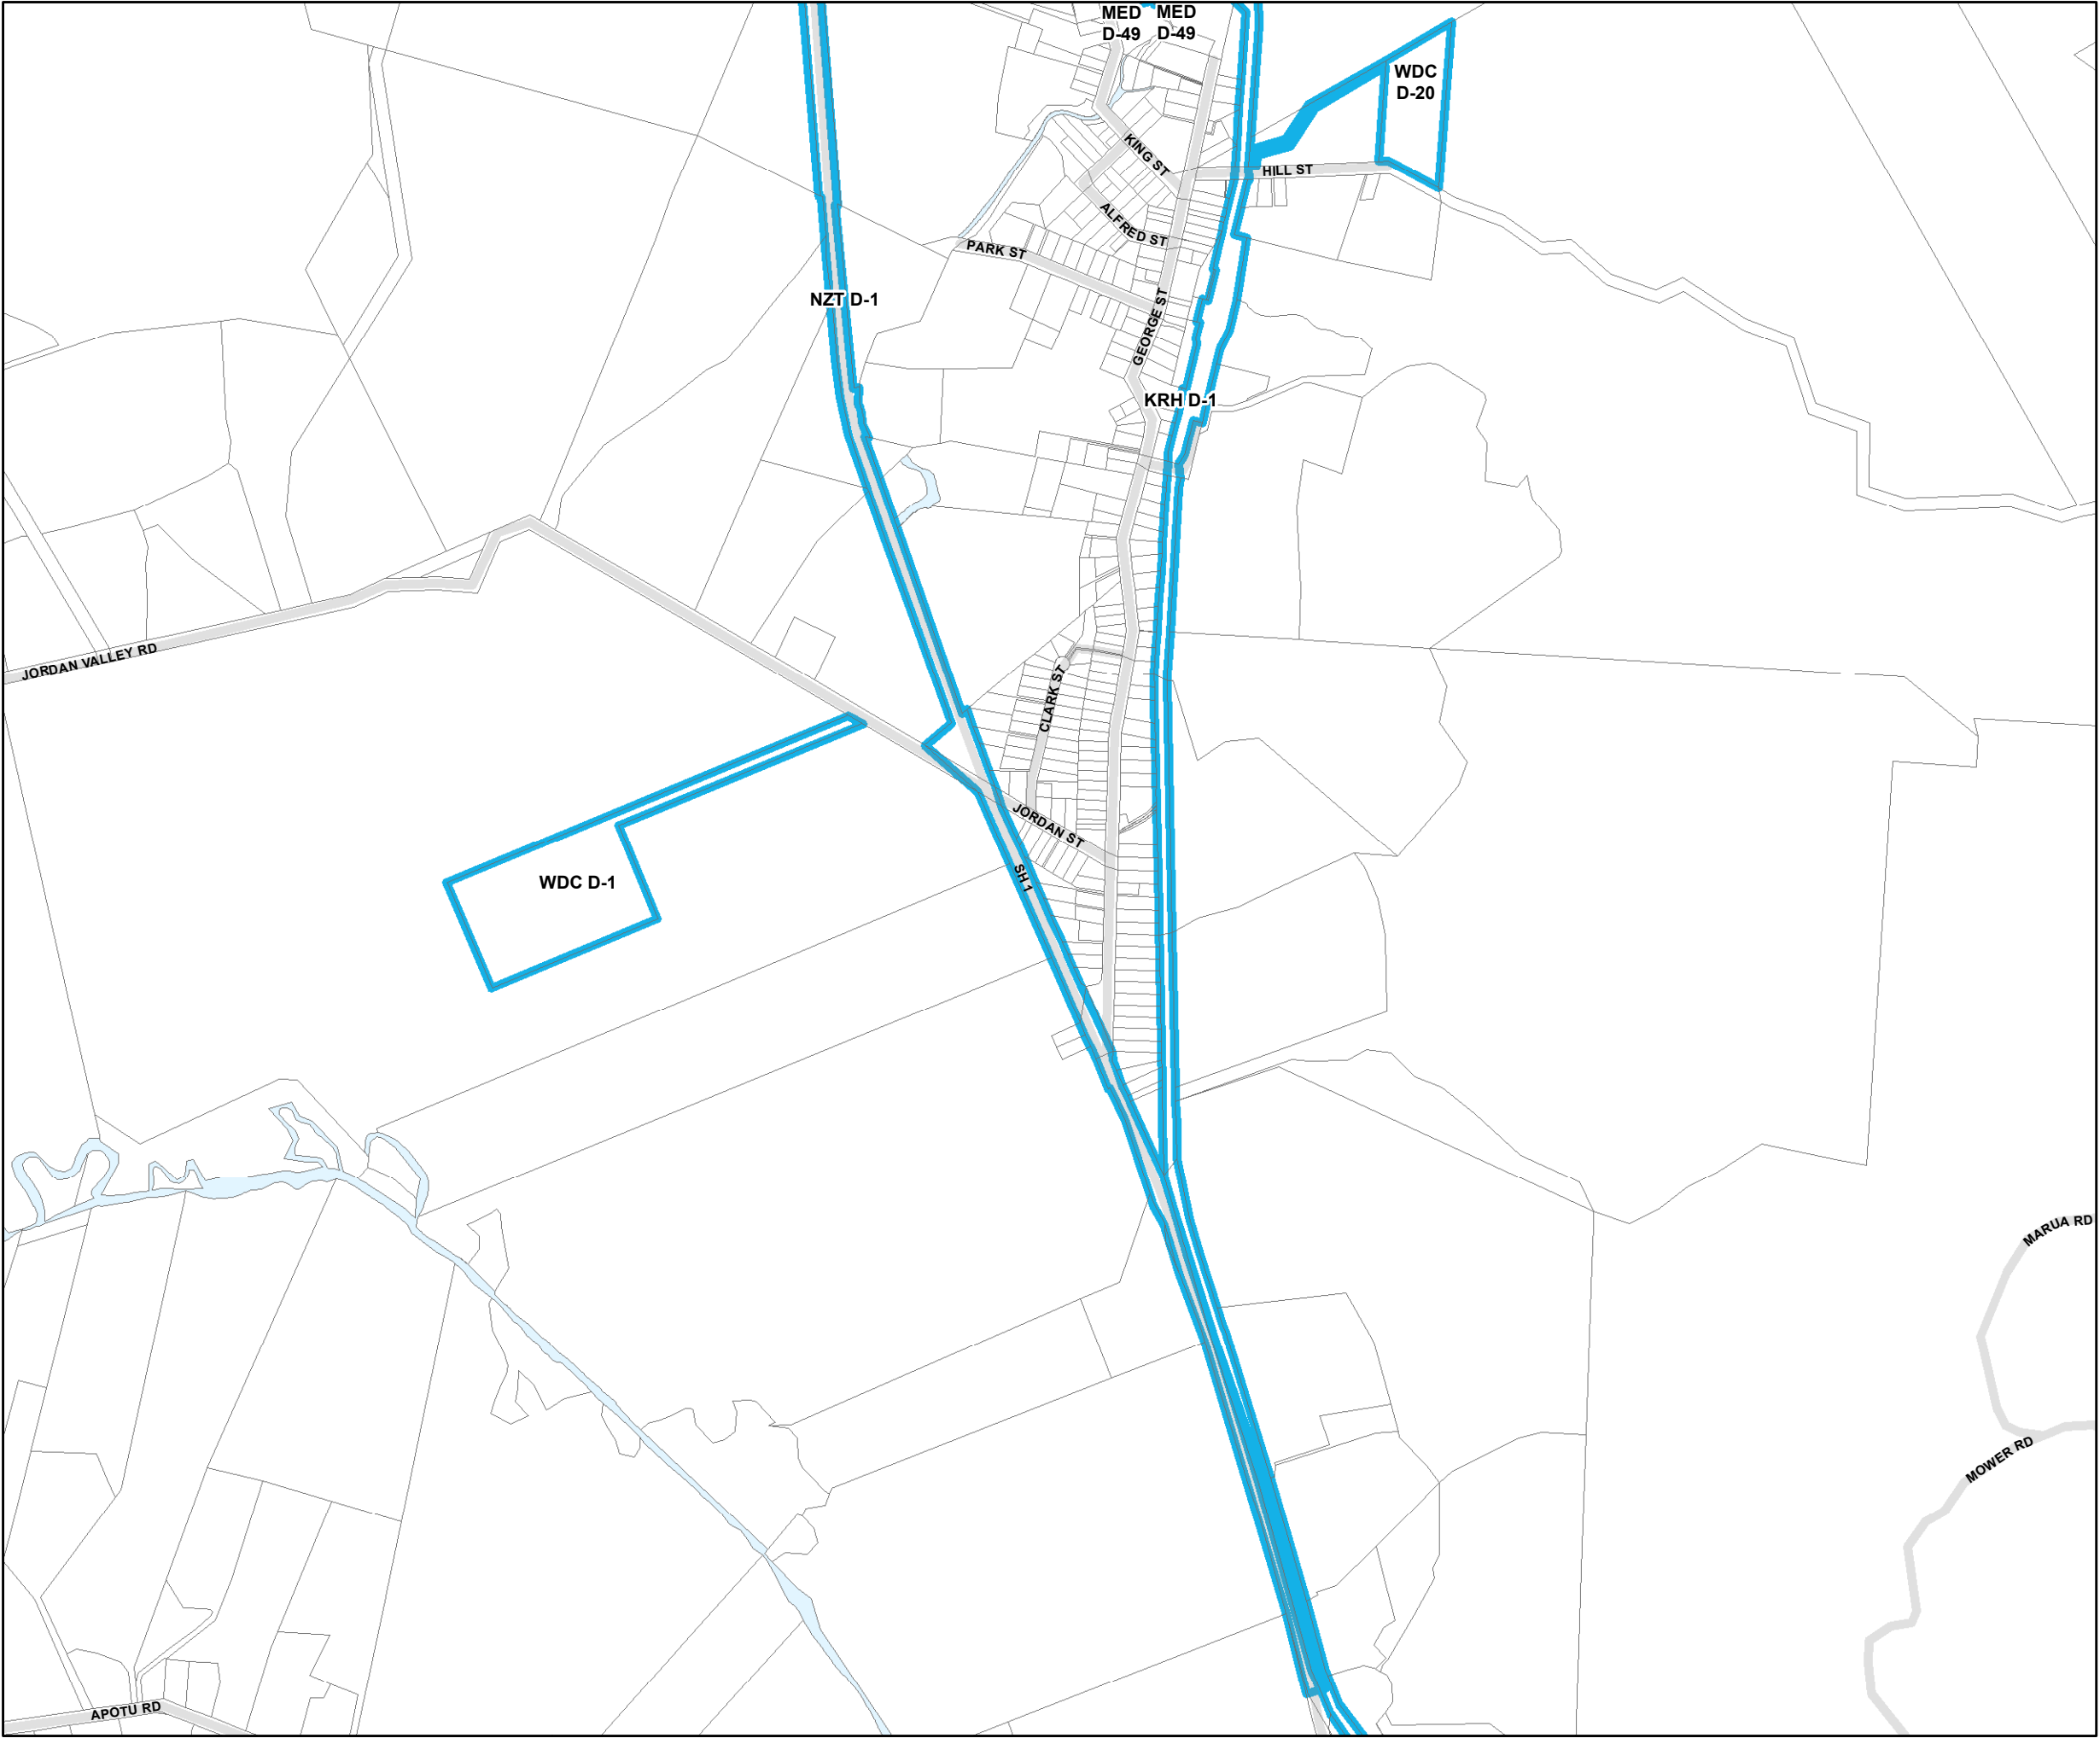 MED
D-49
MED
D-49
WDC
D-20
KING ST
HILL ST
ALFRED ST
PARK ST
NZT D-1
GEORGE ST
KRH D-1
JORDAN VALLEY RD
CLARK ST
JORDAN ST
SH 1
WDC D-1
MARUA RD
MOWER RD
APOTU RD